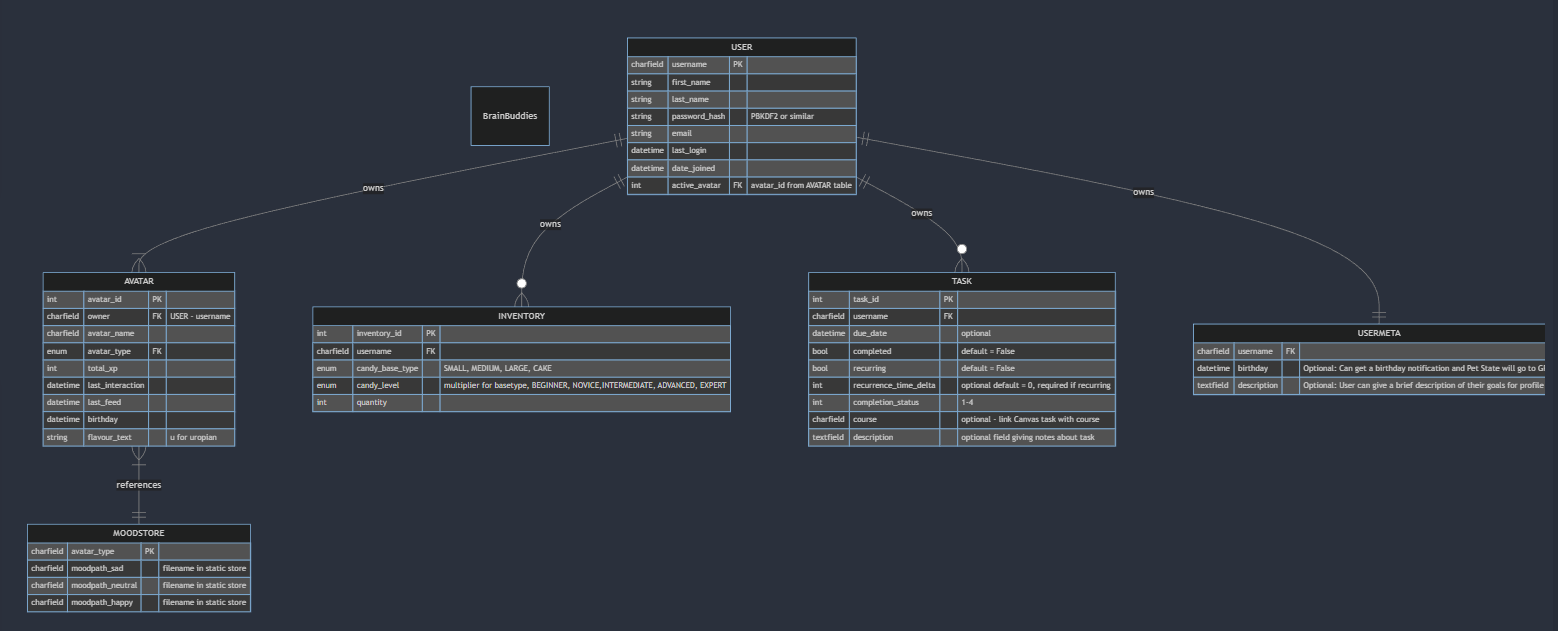 USER
charfield username PK
string first_name
string last_name
string password_hash PBKDF2 or similar
string email
datetime last_login
datetime date_joined
int active_avatar FK avatar_id from AVATAR table
BrainBuddies
owns
owns
owns
owns
AVATAR
int avatar_id PK
charfield owner FK USER - username
charfield avatar_name
enum avatar_type FK
int total_xp
datetime last_interaction
datetime last_feed
datetime birthday
string flavour_text u for uropian
INVENTORY
int inventory_id PK
charfield username FK
enum candy_base_type SMALL, MEDIUM, LARGE, CAKE
enum candy_level multiplier for basetype, BEGINNER, NOVICE,INTERMEDIATE, ADVANCED, EXPERT
int quantity
TASK
int task_id PK
charfield username FK
datetime due_date optional
bool completed default = False
bool recurring default = False
int recurrence_time_delta optional default = 0, required if recurring
int completion_status 1-4
charfield course optional - link Canvas task with course
textfield description optional field giving notes about task
USERMETA
charfield username FK
datetime birthday Optional: Can get a birthday notification and Pet State will go to
textfield description Optional: User can give a brief description of their goals for profile
references
MOODSTORE
charfield avatar_type PK
charfield moodpath_sad filename in static store
charfield moodpath_neutral filename in static store
charfield moodpath_happy filename in static store